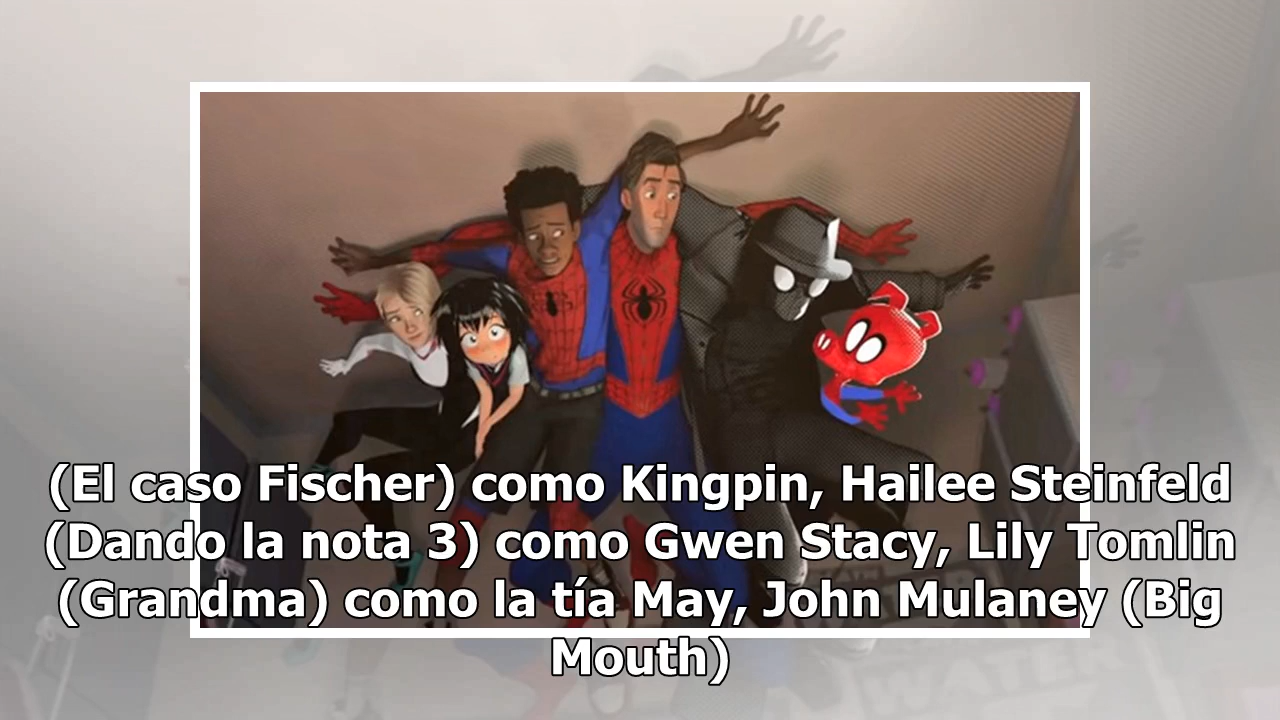 (El caso Fischer) como Kingpin, Hailee Steinfeld
(Dando la nota 3) como Gwen Stacy, Lily Tomlin
(Grandma) como la tía May, John Mulaney (Big
Mouth)